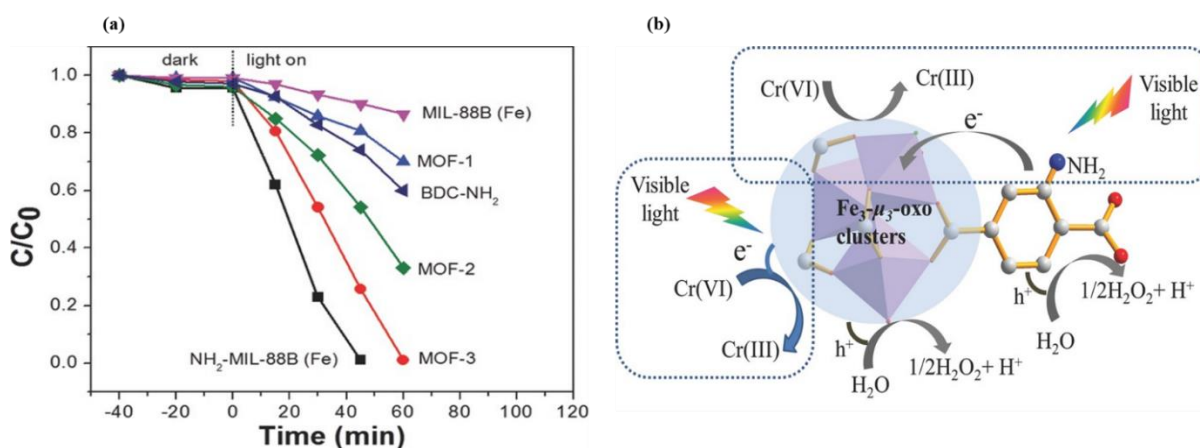 (a)
dark
light on
1.0
0.8
0.6
0.4
0.2
0.0
C/C0
MIL-88B (Fe)
MOF-1
BDC-NH2
MOF-2
MOF-3
NH2-MIL-88B (Fe)
-40 -20 0 20 40 60 80 100 120
Time (min)
(b)
Cr(VI)
Cr(III)
Visible
light
e-
NH2
Visible
light
Fe3-μ3-oxo
clusters
e-
Cr(VI)
Cr(III)
h+
H2O
1/2H2O2+ H+
h+
H2O
1/2H2O2+ H+